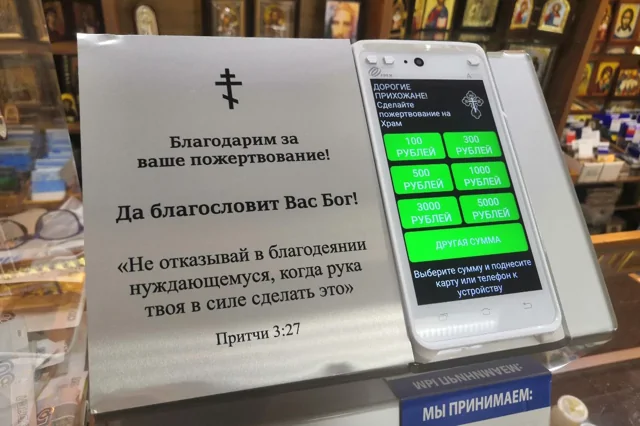 Благодарим за
ваше пожертвование!
Да благословит Вас Бог!
«Не отказывай в благодеянии
нуждающемуся, когда рука
твоя в силе сделать это»
Притчи 3:27
ДОРОГИЕ
ПРИХОЖАНЕ!
Сделайте
пожертвование на
Храм
100
РУБЛЕЙ
300
РУБЛЕЙ
500
РУБЛЕЙ
1000
РУБЛЕЙ
3000
РУБЛЕЙ
5000
РУБЛЕЙ
ДРУГАЯ СУММА
Выберите сумму и поднесите
карту или телефон к
устройству
МЫ ПРИНИМАЕМ: